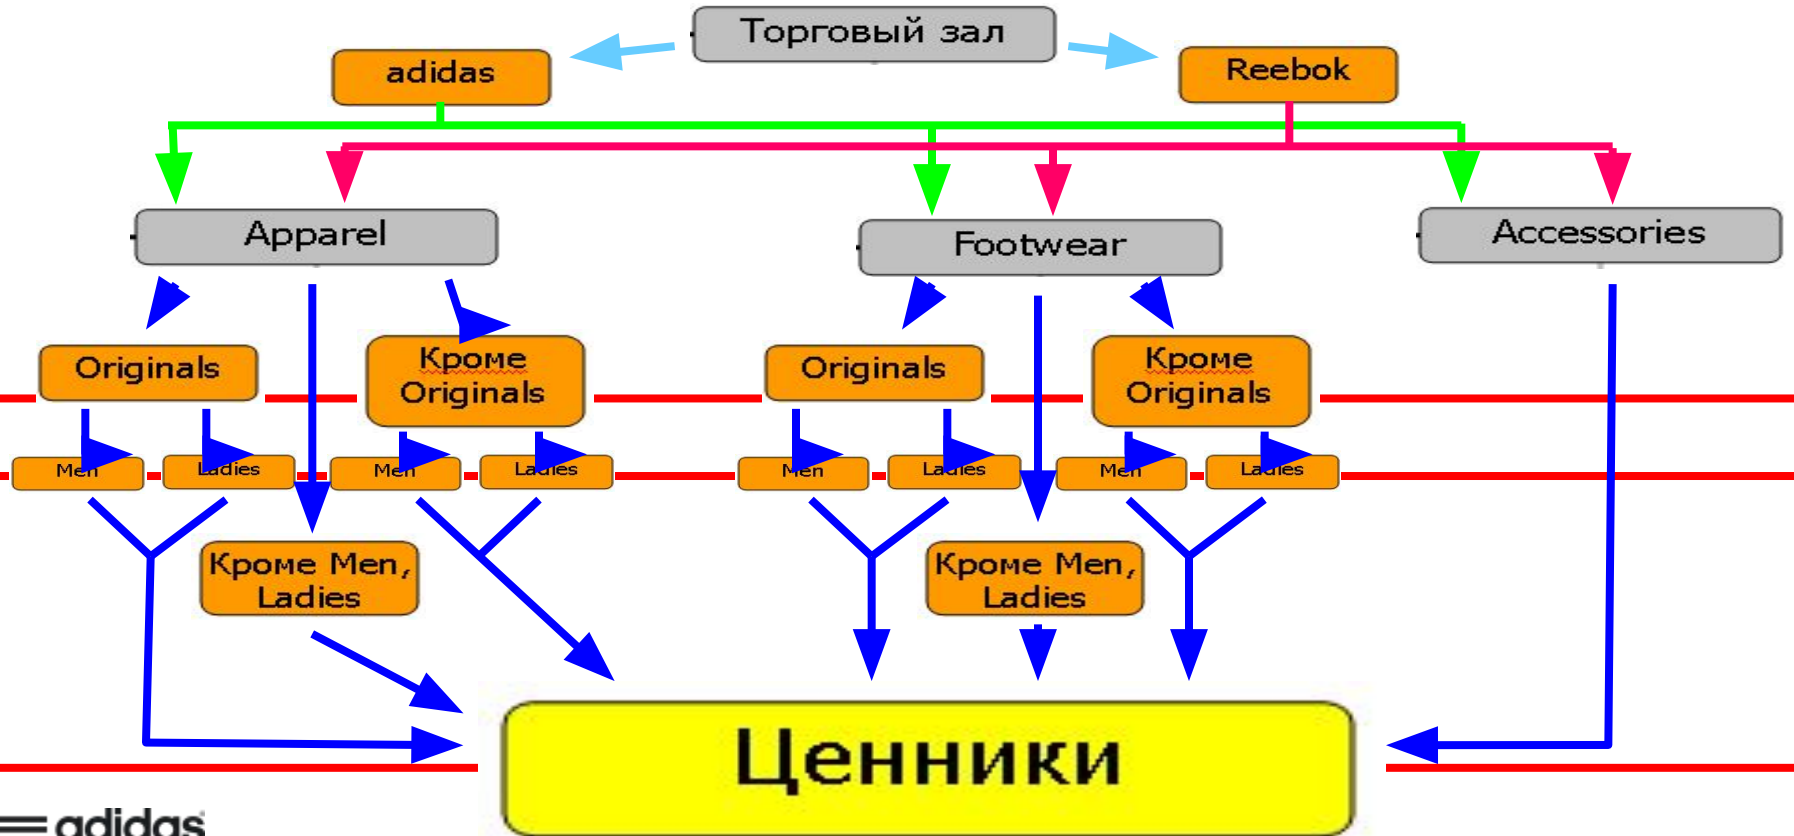 Торговый зал
adidas
Reebok
Apparel
Footwear
Accessories
Originals
Кроме
Originals
Originals
Кроме
Originals
Men
Ladies
Men
Ladies
Men
Ladies
Men
Ladies
Кроме Men,
Ladies
Кроме Men,
Ladies
Ценники
adidas